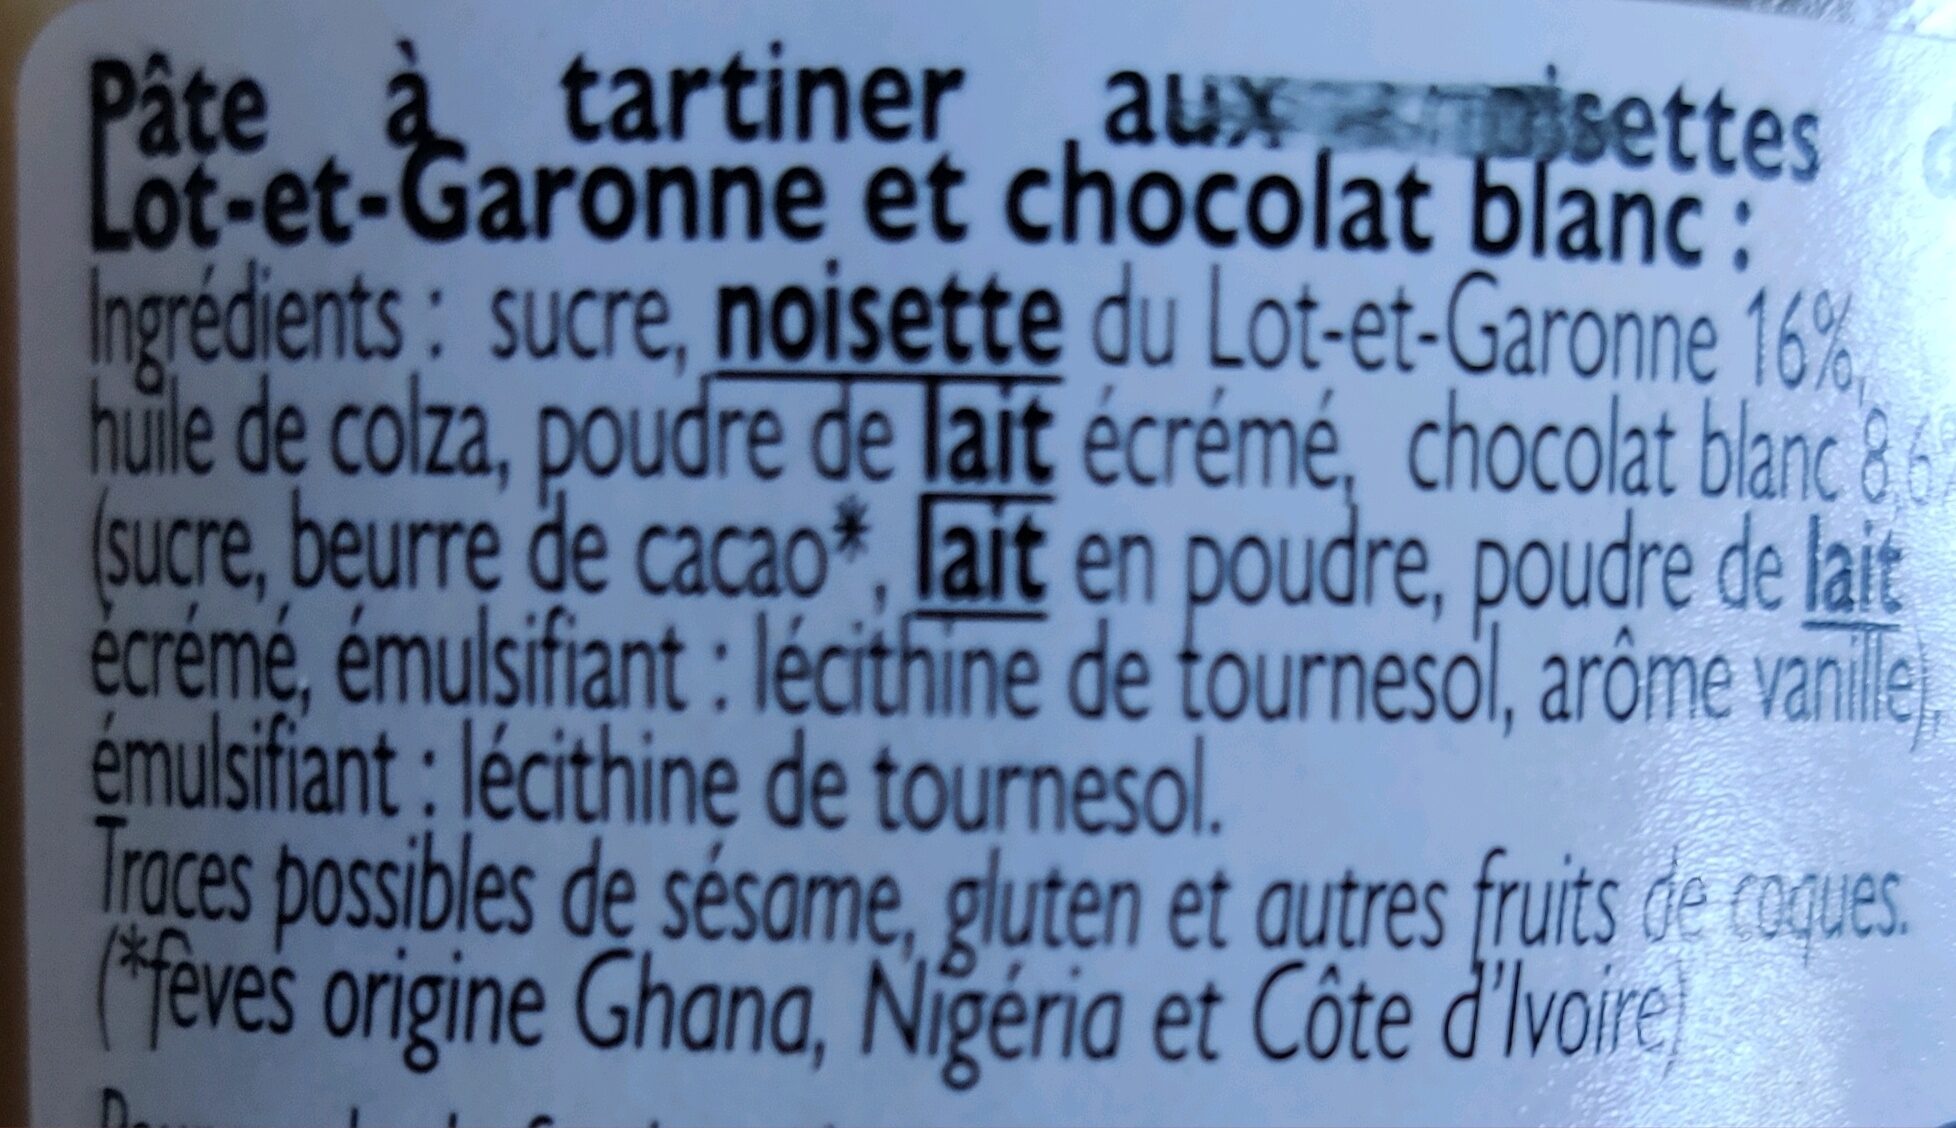 Pâte à tartiner aux noisettes
Lot-et-Garonne et chocolat blanc :
Ingrédients : sucre, noisette du Lot-et-Garonne 16%,
huile de colza, poudre de lait écrémé, chocolat blanc 8,6%
(sucre, beurre de cacao*, lait en poudre, poudre de lait
écrémé, émulsifiant : lécithine de tournesol, arôme vanille),
émulsifiant : lécithine de tournesol.
Traces possibles de sésame, gluten et autres fruits de coques.
(*fèves origine Ghana, Nigéria et Côte d'Ivoire)